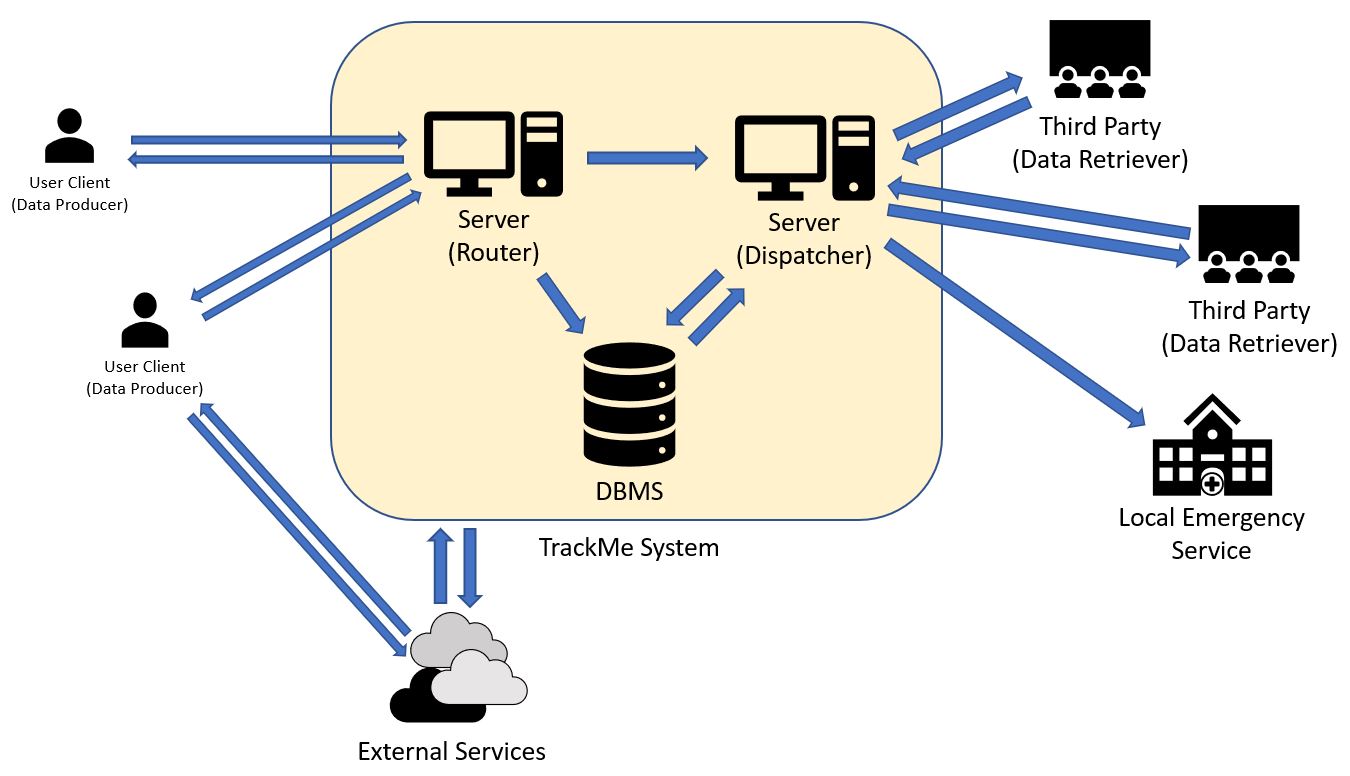 Third Party
(Data Retriever)
User Client
(Data Producer)
Server
(Router)
Server
(Dispatcher)
Third Party
(Data Retriever)
User Client
(Data Producer)
DBMS
Local Emergency
Service
TrackMe System
External Services